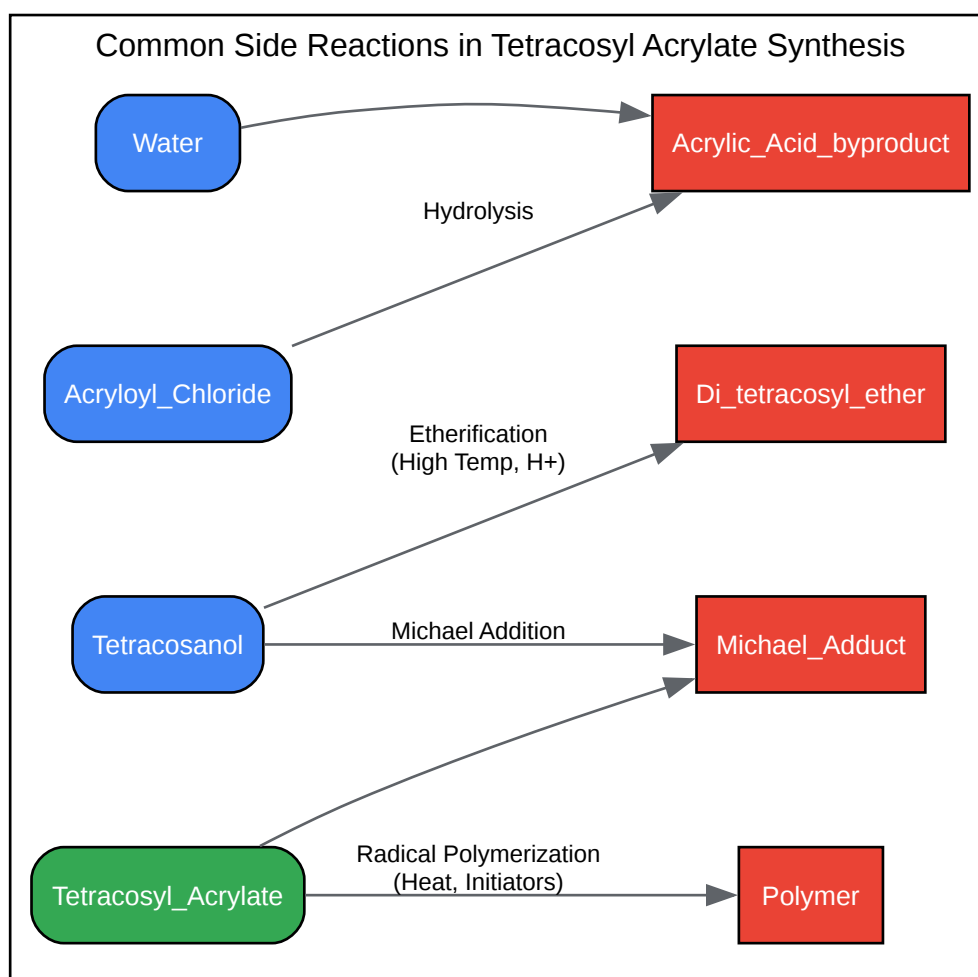 Common Side Reactions in Tetracosyl Acrylate Synthesis
Water
Acrylic_Acid_byproduct
Hydrolysis
Acryloyl_Chloride
Di_tetracosyl_ether
Etherification
(High Temp, H+)
Tetracosanol
Michael Addition
Michael_Adduct
Tetracosyl_Acrylate
Radical Polymerization
(Heat, Initiators)
Polymer